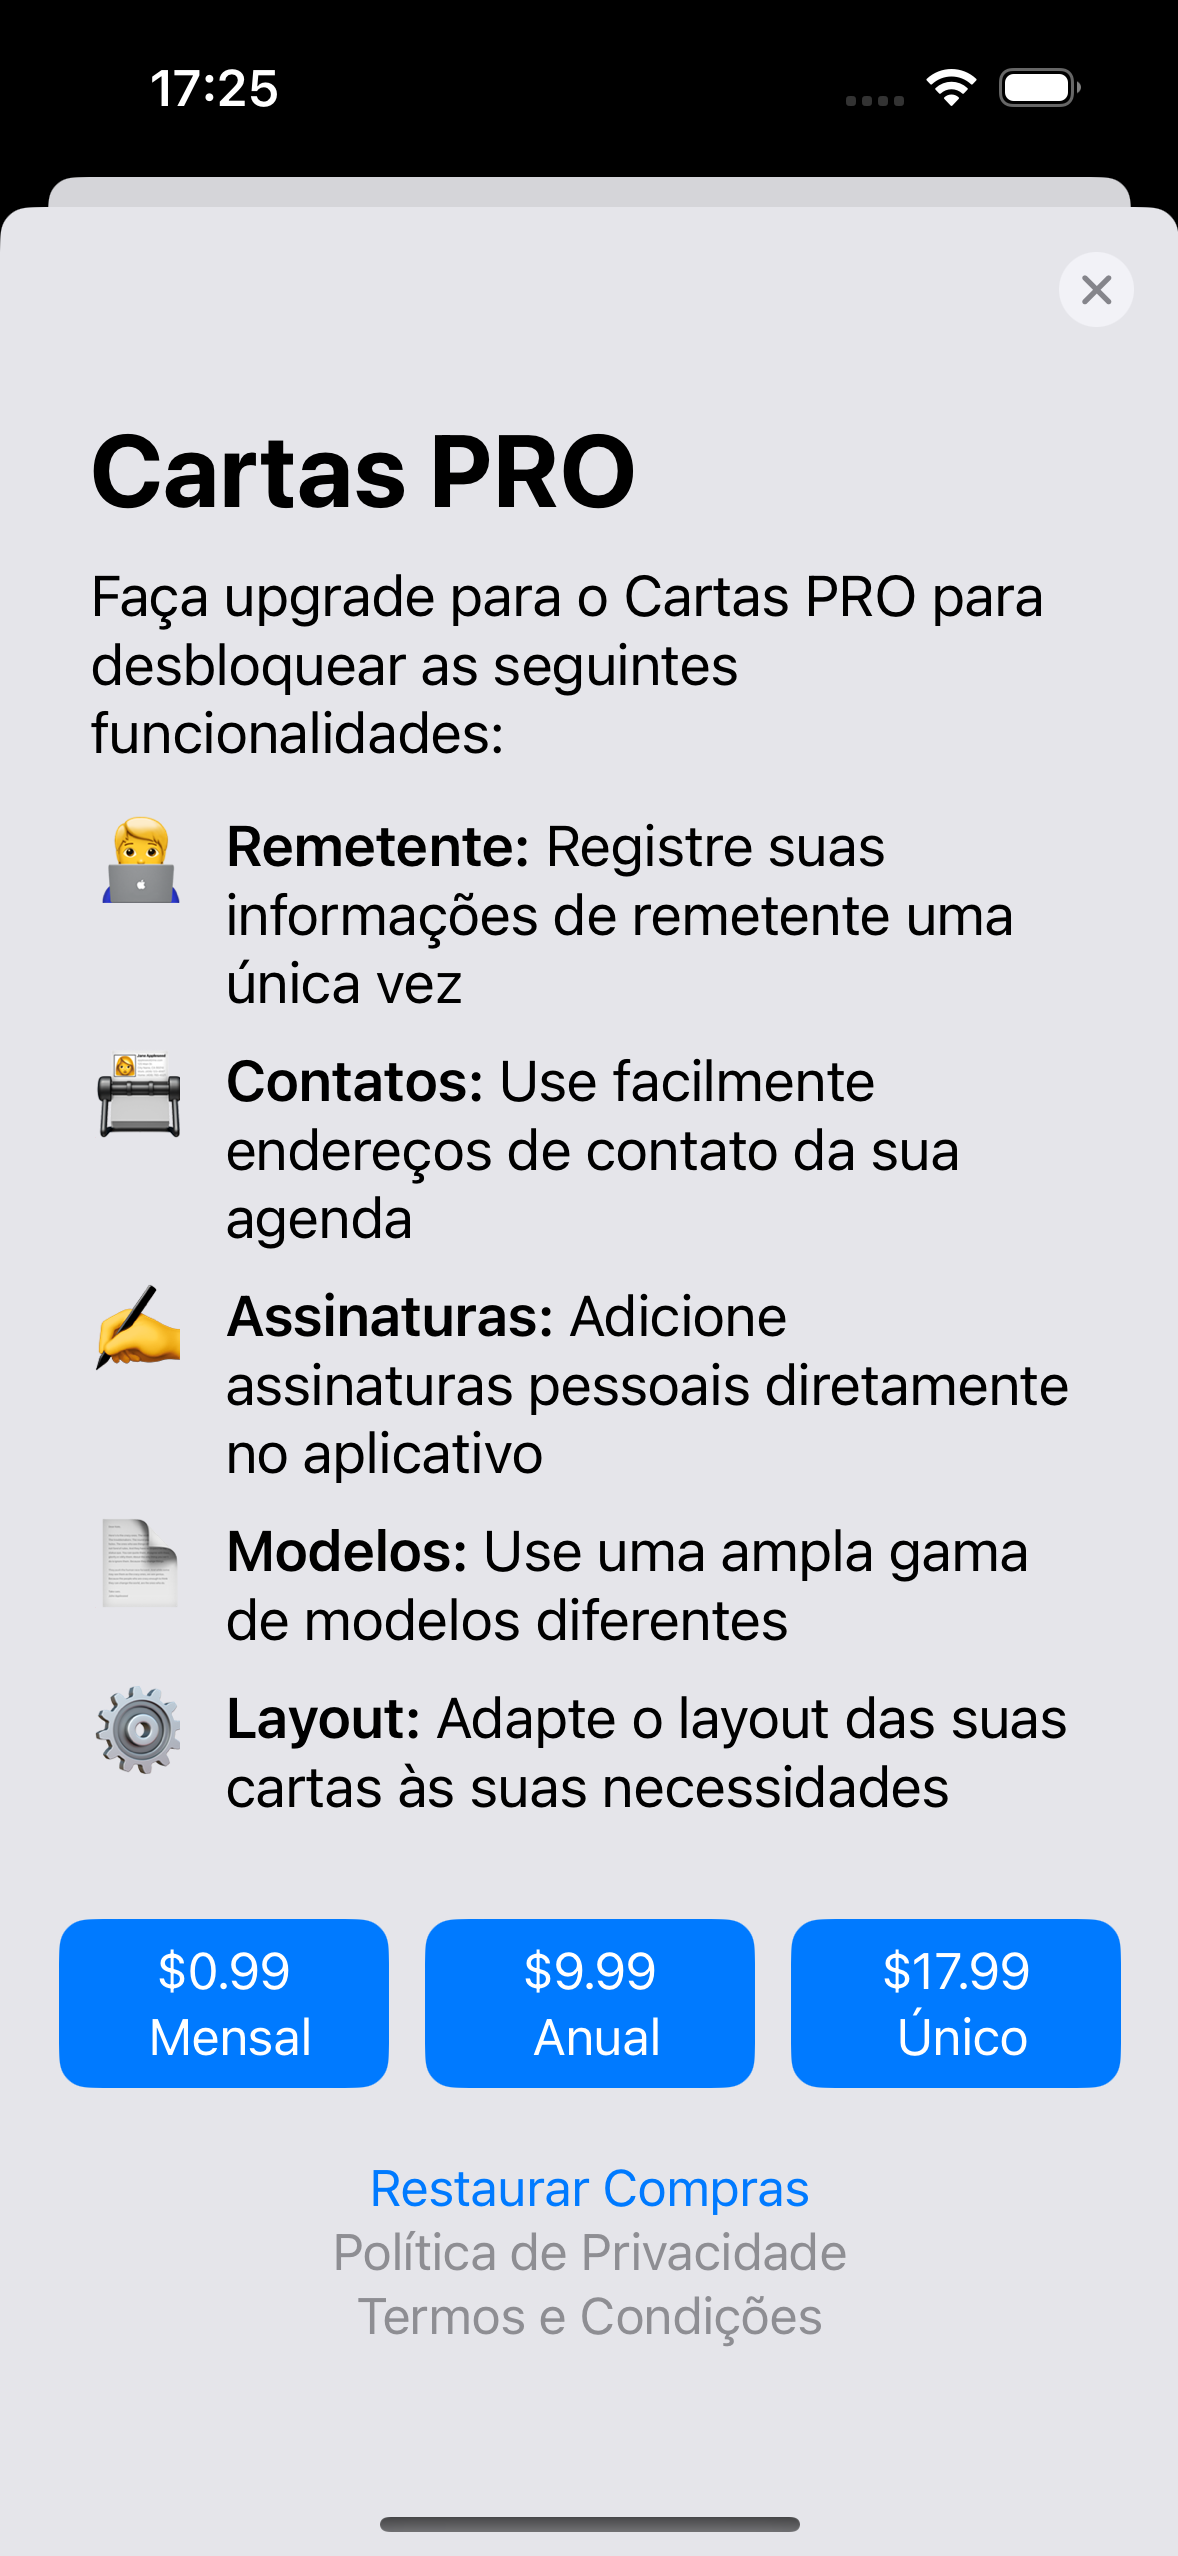 17:25
Cartas PRO
Faça upgrade para o Cartas PRO para
desbloquear as seguintes
funcionalidades:
Remetente: Registre suas
informações de remetente uma
única vez
Contatos: Use facilmente
endereços de contato da sua
agenda
Assinaturas: Adicione
assinaturas pessoais diretamente
no aplicativo
Modelos: Use uma ampla gama
de modelos diferentes
Layout: Adapte o layout das suas
cartas às suas necessidades
$0.99
Mensal
$9.99
Anual
$17.99
Único
Restaurar Compras
Política de Privacidade
Termos e Condições